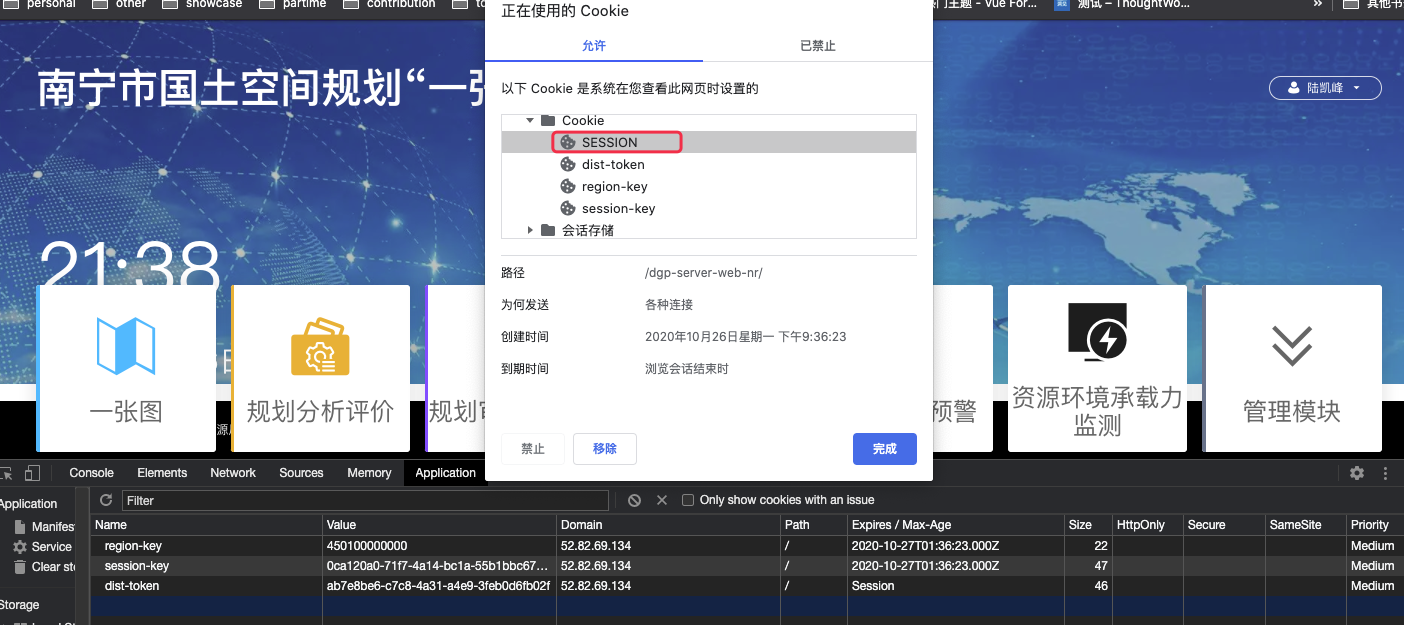 personal other showcase partime contribution
正在使用的 Cookie
测试 – ThoughtWo... » 其他书
允许 已禁止
南宁市国土空间规划“一张
以下 Cookie 是系统在您查看此网页时设置的
陆凯峰
Cookie
SESSION
dist-token
region-key
session-key
会话存储
21:38
路径 /dgp-server-web-nr/
为何发送 各种连接
创建时间 2020年10月26日星期一 下午9:36:23
到期时间 浏览会话结束时
一张图
规划分析评价
规划
预警
资源环境承载力
监测
管理模块
禁止 移除 完成
Console Elements Network Sources Memory Application
Application
Filter
Only show cookies with an issue
Manifes
Service
Clear sto
Storage
Name Value Domain Path Expires / Max-Age Size HttpOnly Secure SameSite Priority
region-key 450100000000 52.82.69.134 / 2020-10-27T01:36:23.000Z 22 Medium
session-key 0ca120a0-71f7-4a14-bc1a-55b1bbc67... 52.82.69.134 / 2020-10-27T01:36:23.000Z 47 Medium
dist-token ab7e8be6-c7c8-4a31-a4e9-3feb0d6fb02f 52.82.69.134 / Session 46 Medium